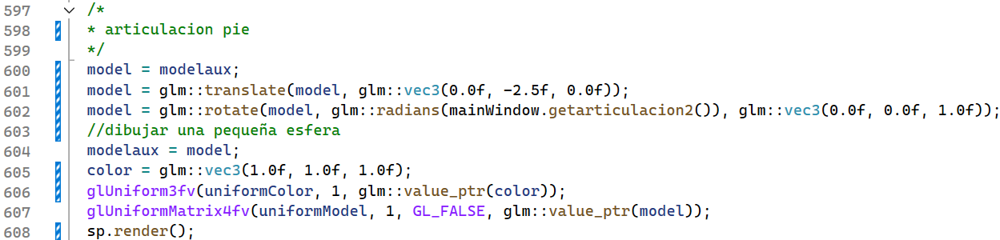 597 /*
598 * articulacion pie
599 */
600 model = modelaux;
601 model = glm::translate(model, glm::vec3(0.0f, -2.5f, 0.0f));
602 model = glm::rotate(model, glm::radians(mainWindow.getarticulacion2()), glm::vec3(0.0f, 0.0f, 1.0f));
603 //dibujar una pequeña esfera
604 modelaux = model;
605 color = glm::vec3(1.0f, 1.0f, 1.0f);
606 glUniform3fv(uniformColor, 1, glm::value_ptr(color));
607 glUniformMatrix4fv(uniformModel, 1, GL_FALSE, glm::value_ptr(model));
608 sp.render();